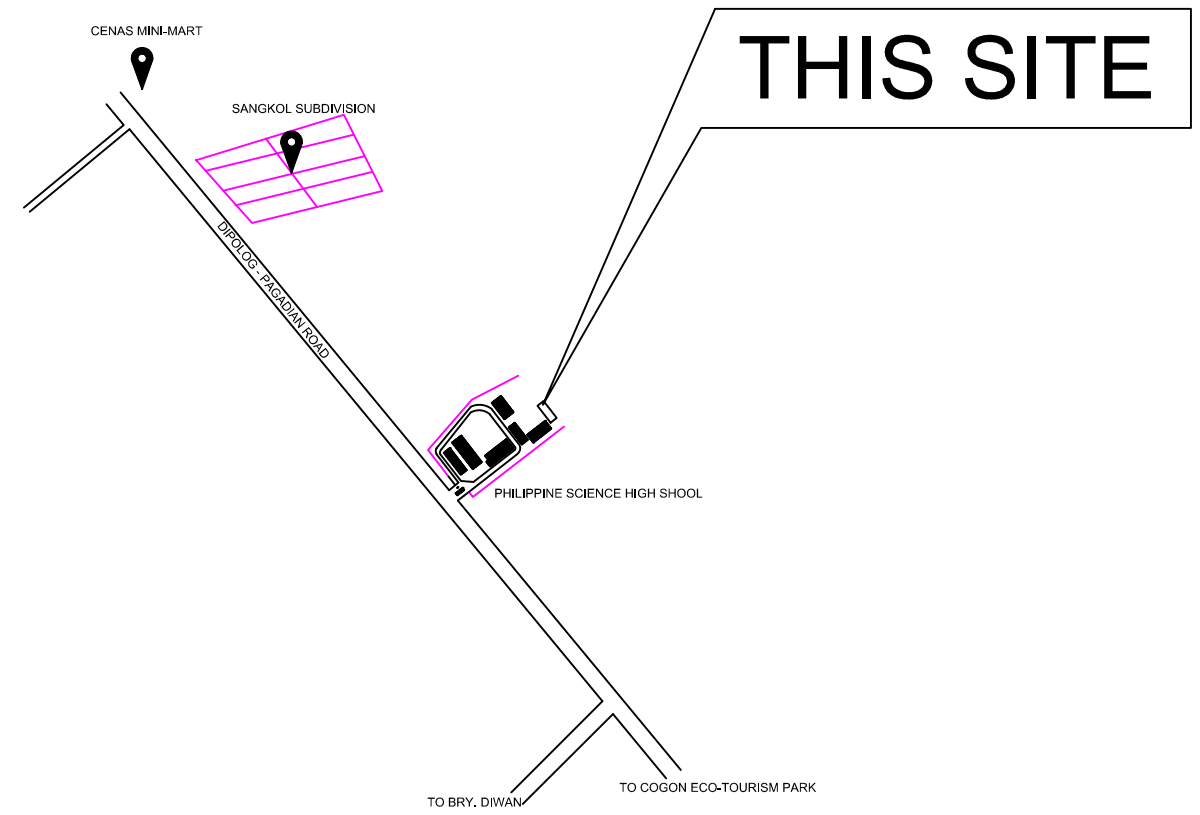 CENAS MINI-MART
THIS SITE
SANGKOL SUBDIVISION
DIPOLOG - PAGADIAN ROAD
PHILIPPINE SCIENCE HIGH SHOOL
TO COGON ECO-TOURISM PARK
TO BRY. DIWAN